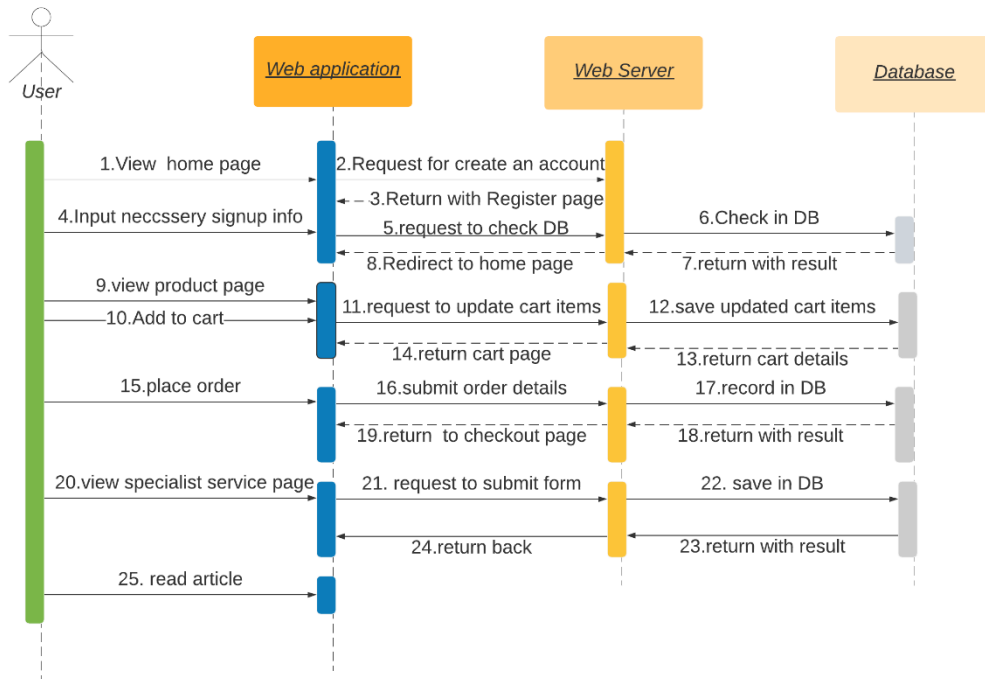 User
Web application
Web Server
Database
1.View home page
2.Request for create an account
3.Return with Register page
4.Input neccssery signup info
5.request to check DB
6.Check in DB
7.return with result
8.Redirect to home page
9.view product page
10.Add to cart
11.request to update cart items
12.save updated cart items
13.return cart details
14.return cart page
15.place order
16.submit order details
17.record in DB
18.return with result
19.return to checkout page
20.view specialist service page
21. request to submit form
22. save in DB
23.return with result
24.return back
25. read article